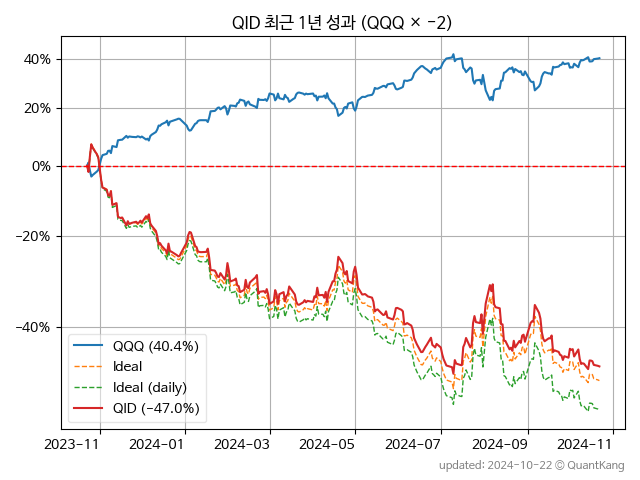 QID 최근 1년 성과 (QQQ × −2)
40%
20%
0%
−20%
−40%
QQQ (40.4%)
Ideal
Ideal (daily)
QID (−47.0%)
2023−11 2024−01 2024−03 2024−05 2024−07 2024−09 2024−11
updated: 2024-10-22 © QuantKang